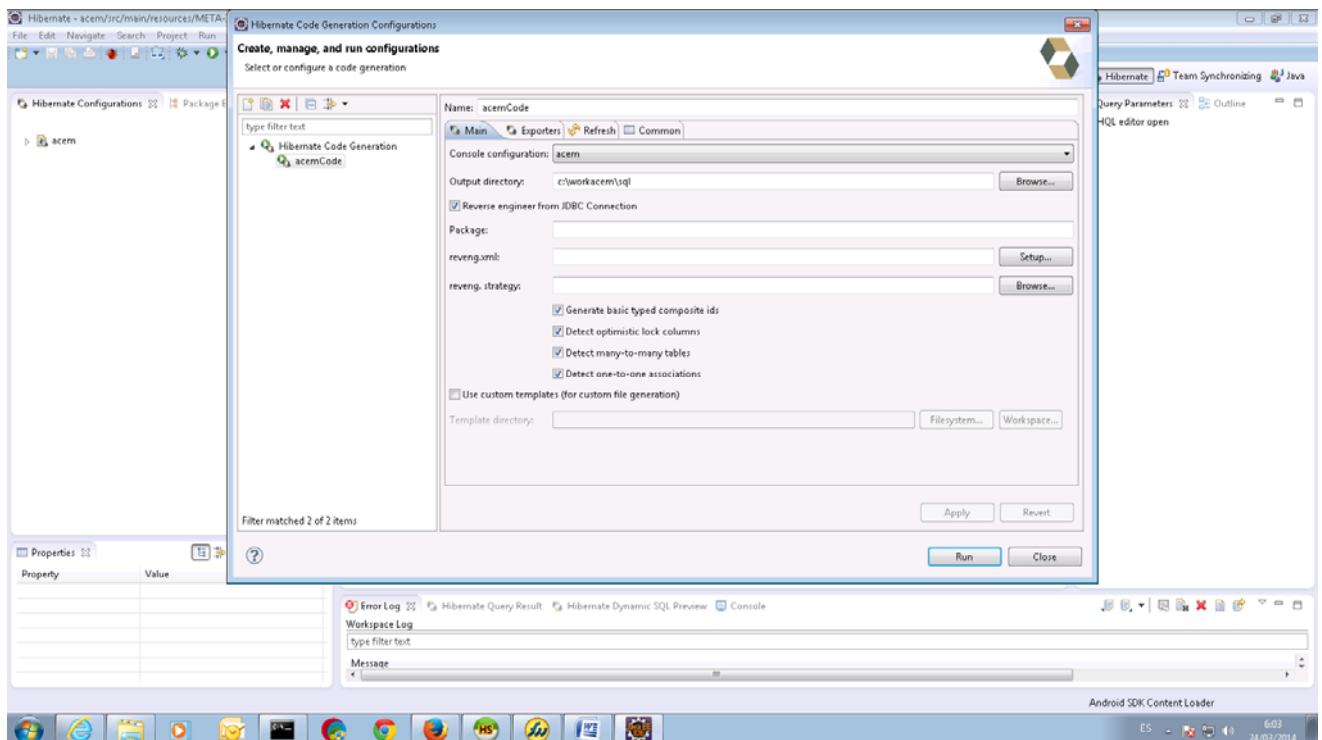 Hibernate - acem/src/main/resources/META-
File Edit Navigate Search Project Run
Hibernate Team Synchronizing Java
Hibernate Configurations Package E
acem
Hibernate Code Generation Configurations
Create, manage, and run configurations
Select or configure a code generation
type filter text
Hibernate Code Generation
acemCode
Filter matched 2 of 2 items
Name: acemCode
Main Exporters Refresh Common
Console configuration: acem
Output directory: c:\workacem\sql Browse...
Reverse engineer from JDBC Connection
Package:
reveng.xml: Setup...
reveng. strategy: Browse...
Generate basic typed composite ids
Detect optimistic lock columns
Detect many-to-many tables
Detect one-to-one associations
Use custom templates (for custom file generation)
Template directory: Filesystem... Workspace...
Apply Revert
Run Close
Query Parameters Outline
HQL editor open
Properties
Property Value
Error Log Hibernate Query Result Hibernate Dynamic SQL Preview Console
Workspace Log
type filter text
Message
Android SDK Content Loader
HS
ES 6:03
24/03/2014